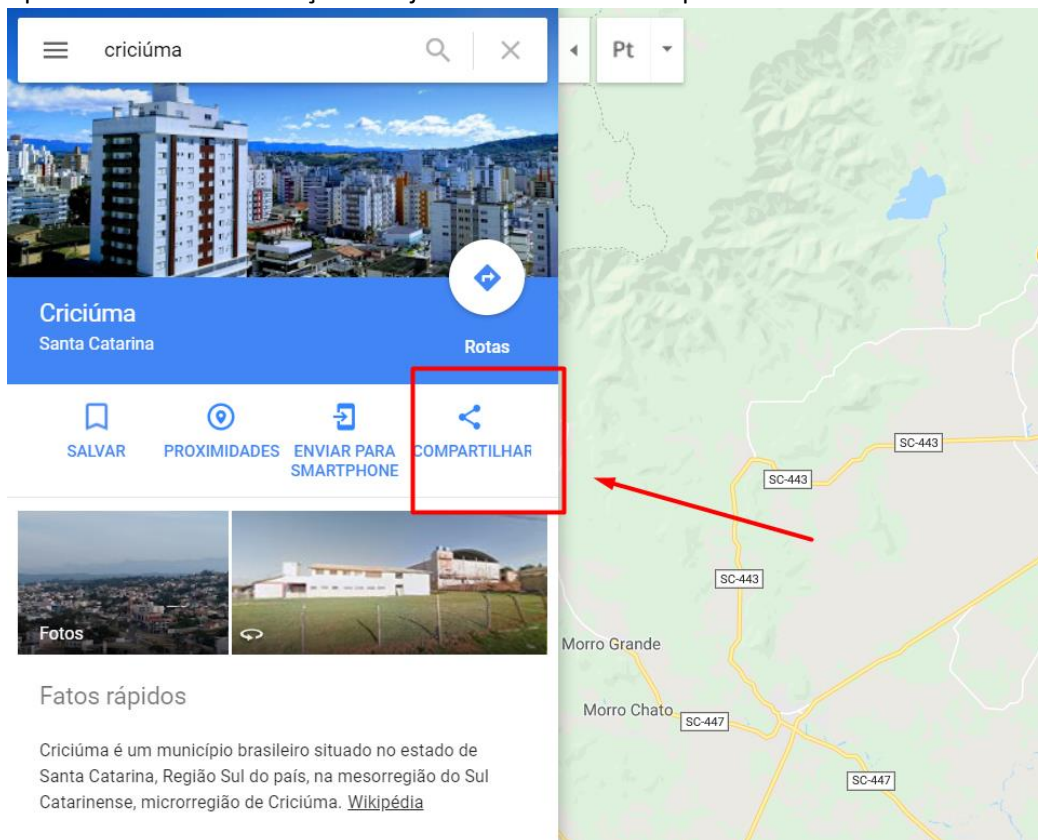 criciúma
Pt
Criciúma
Santa Catarina
Rotas
SALVAR
PROXIMIDADES
ENVIAR PARA
SMARTPHONE
COMPARTILHAR
Fotos
Fatos rápidos
Criciúma é um município brasileiro situado no estado de
Santa Catarina, Região Sul do país, na mesorregião do Sul
Catarinense, microrregião de Criciúma. Wikipédia
SC-443
SC-443
SC-443
Morro Grande
Morro Chato
SC-447
SC-447